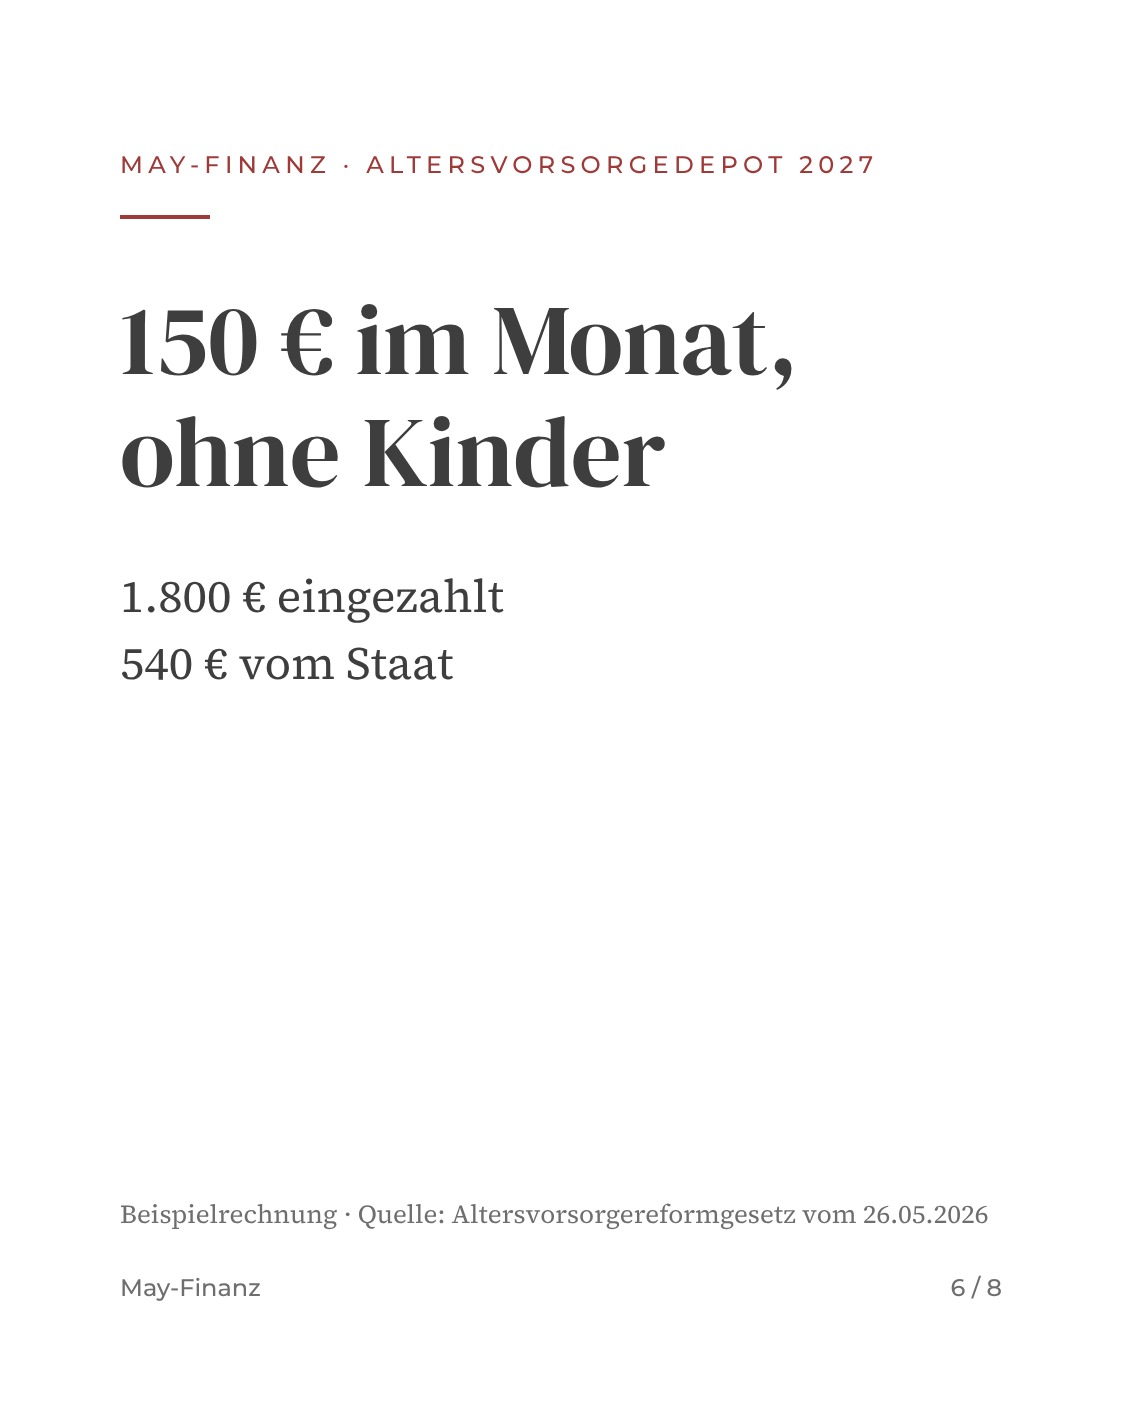 MAY-FINANZ · ALTERSVORSORGEDEPOT 2027
150 € im Monat,
ohne Kinder
1.800 € eingezahlt
540 € vom Staat
Beispielrechnung · Quelle: Altersvorsorgereformgesetz vom 26.05.2026
May-Finanz
6 / 8